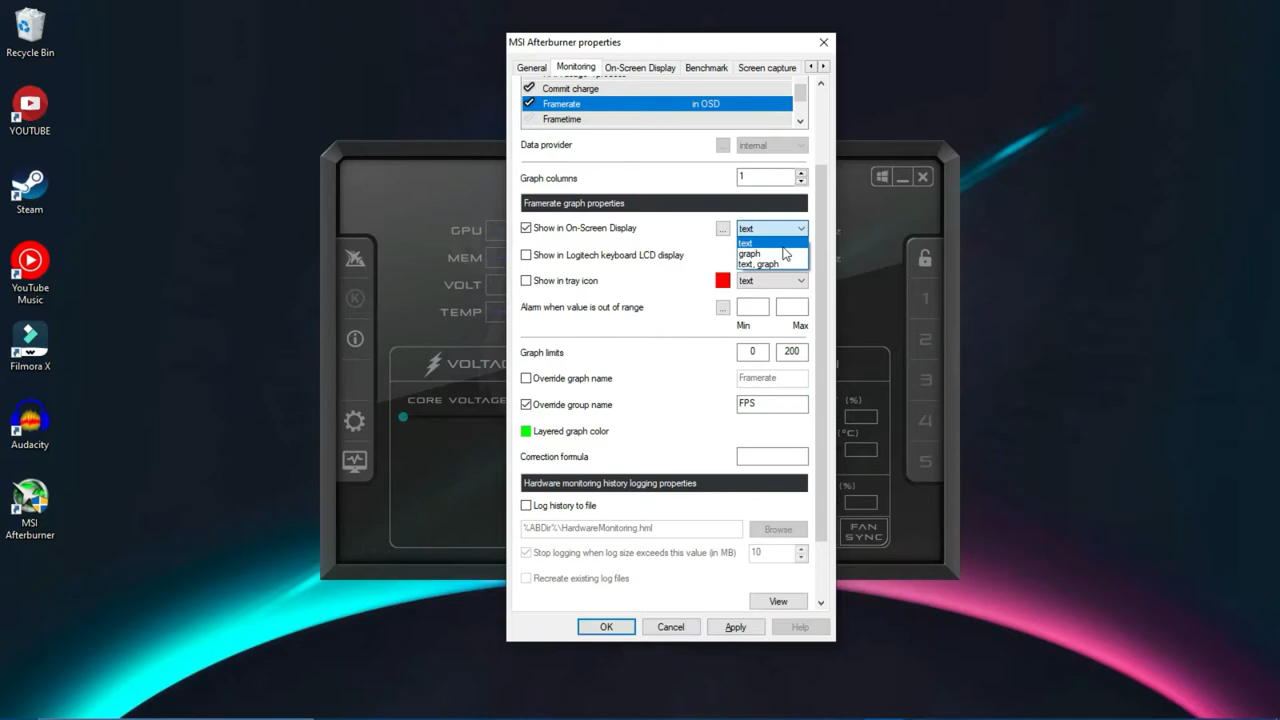 Recycle Bin
YOUTUBE
Steam
YouTube
Music
Filmora X
Audacity
MSI
Afterburner
GPU
VOLT
TEMP
CORE VOLTAGE
(%)
(°C)
(%)
FAN
SYNC
K
1
2
3
4
5
MSI Afterburner properties
General
Monitoring
On-Screen Display
Benchmark
Screen capture
Commit charge
Framerate in OSD
Frametime
Data provider ... internal
Graph columns 1
Framerate graph properties
Show in On-Screen Display ... text
text
graph
text, graph
Show in Logitech keyboard LCD display
Show in tray icon text
Alarm when value is out of range ...
Min Max
Graph limits 0 200
Override graph name Framerate
Override group name FPS
Layered graph color
Correction formula
Hardware monitoring history logging properties
Log history to file
%ABDir%\HardwareMonitoring.hml Browse
Stop logging when log size exceeds this value (in MB) 10
Recreate existing log files
View
OK Cancel Apply Help